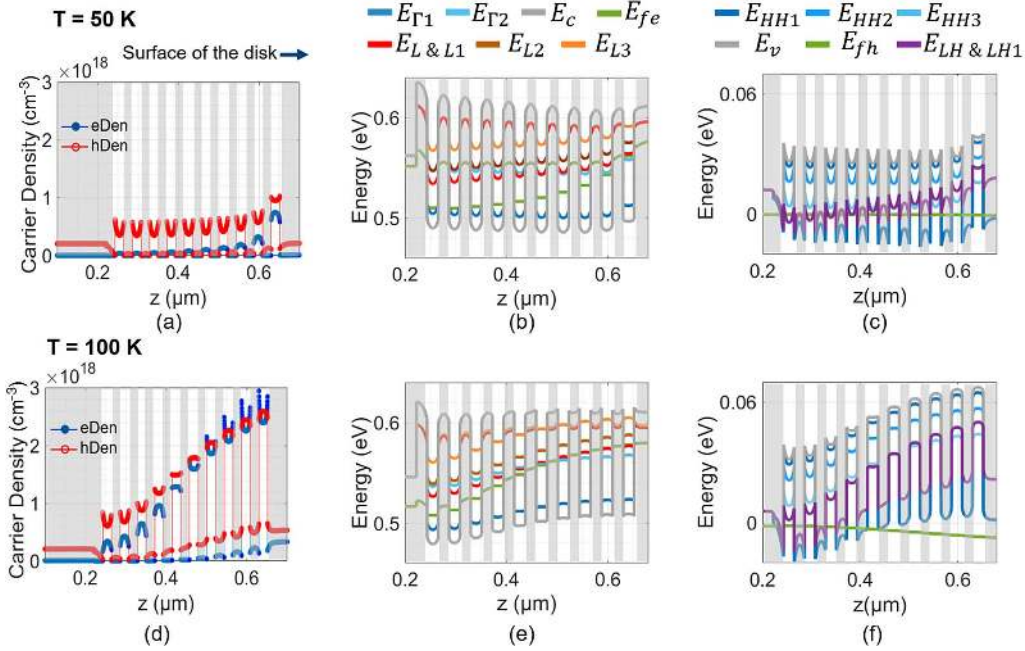 T = 50 K
Surface of the disk
×10^18
Carrier Density (cm⁻³)
3
2
1
0
eDen
hDen
0.2 0.4 0.6
z (μm)
(a)
E_Γ1 E_Γ2 E_c E_fe
E_L & L1 E_L2 E_L3
Energy (eV)
0.6
0.5
0.2 0.4 0.6
z (μm)
(b)
E_HH1 E_HH2 E_HH3
E_v E_fh E_LH & LH1
Energy (eV)
0.06
0
0.2 0.4 0.6
z(μm)
(c)
T = 100 K
×10^18
Carrier Density (cm⁻³)
3
2
1
0
eDen
hDen
0.2 0.4 0.6
z (μm)
(d)
Energy (eV)
0.6
0.5
0.2 0.4 0.6
z (μm)
(e)
Energy (eV)
0.06
0
0.2 0.4 0.6
z(μm)
(f)